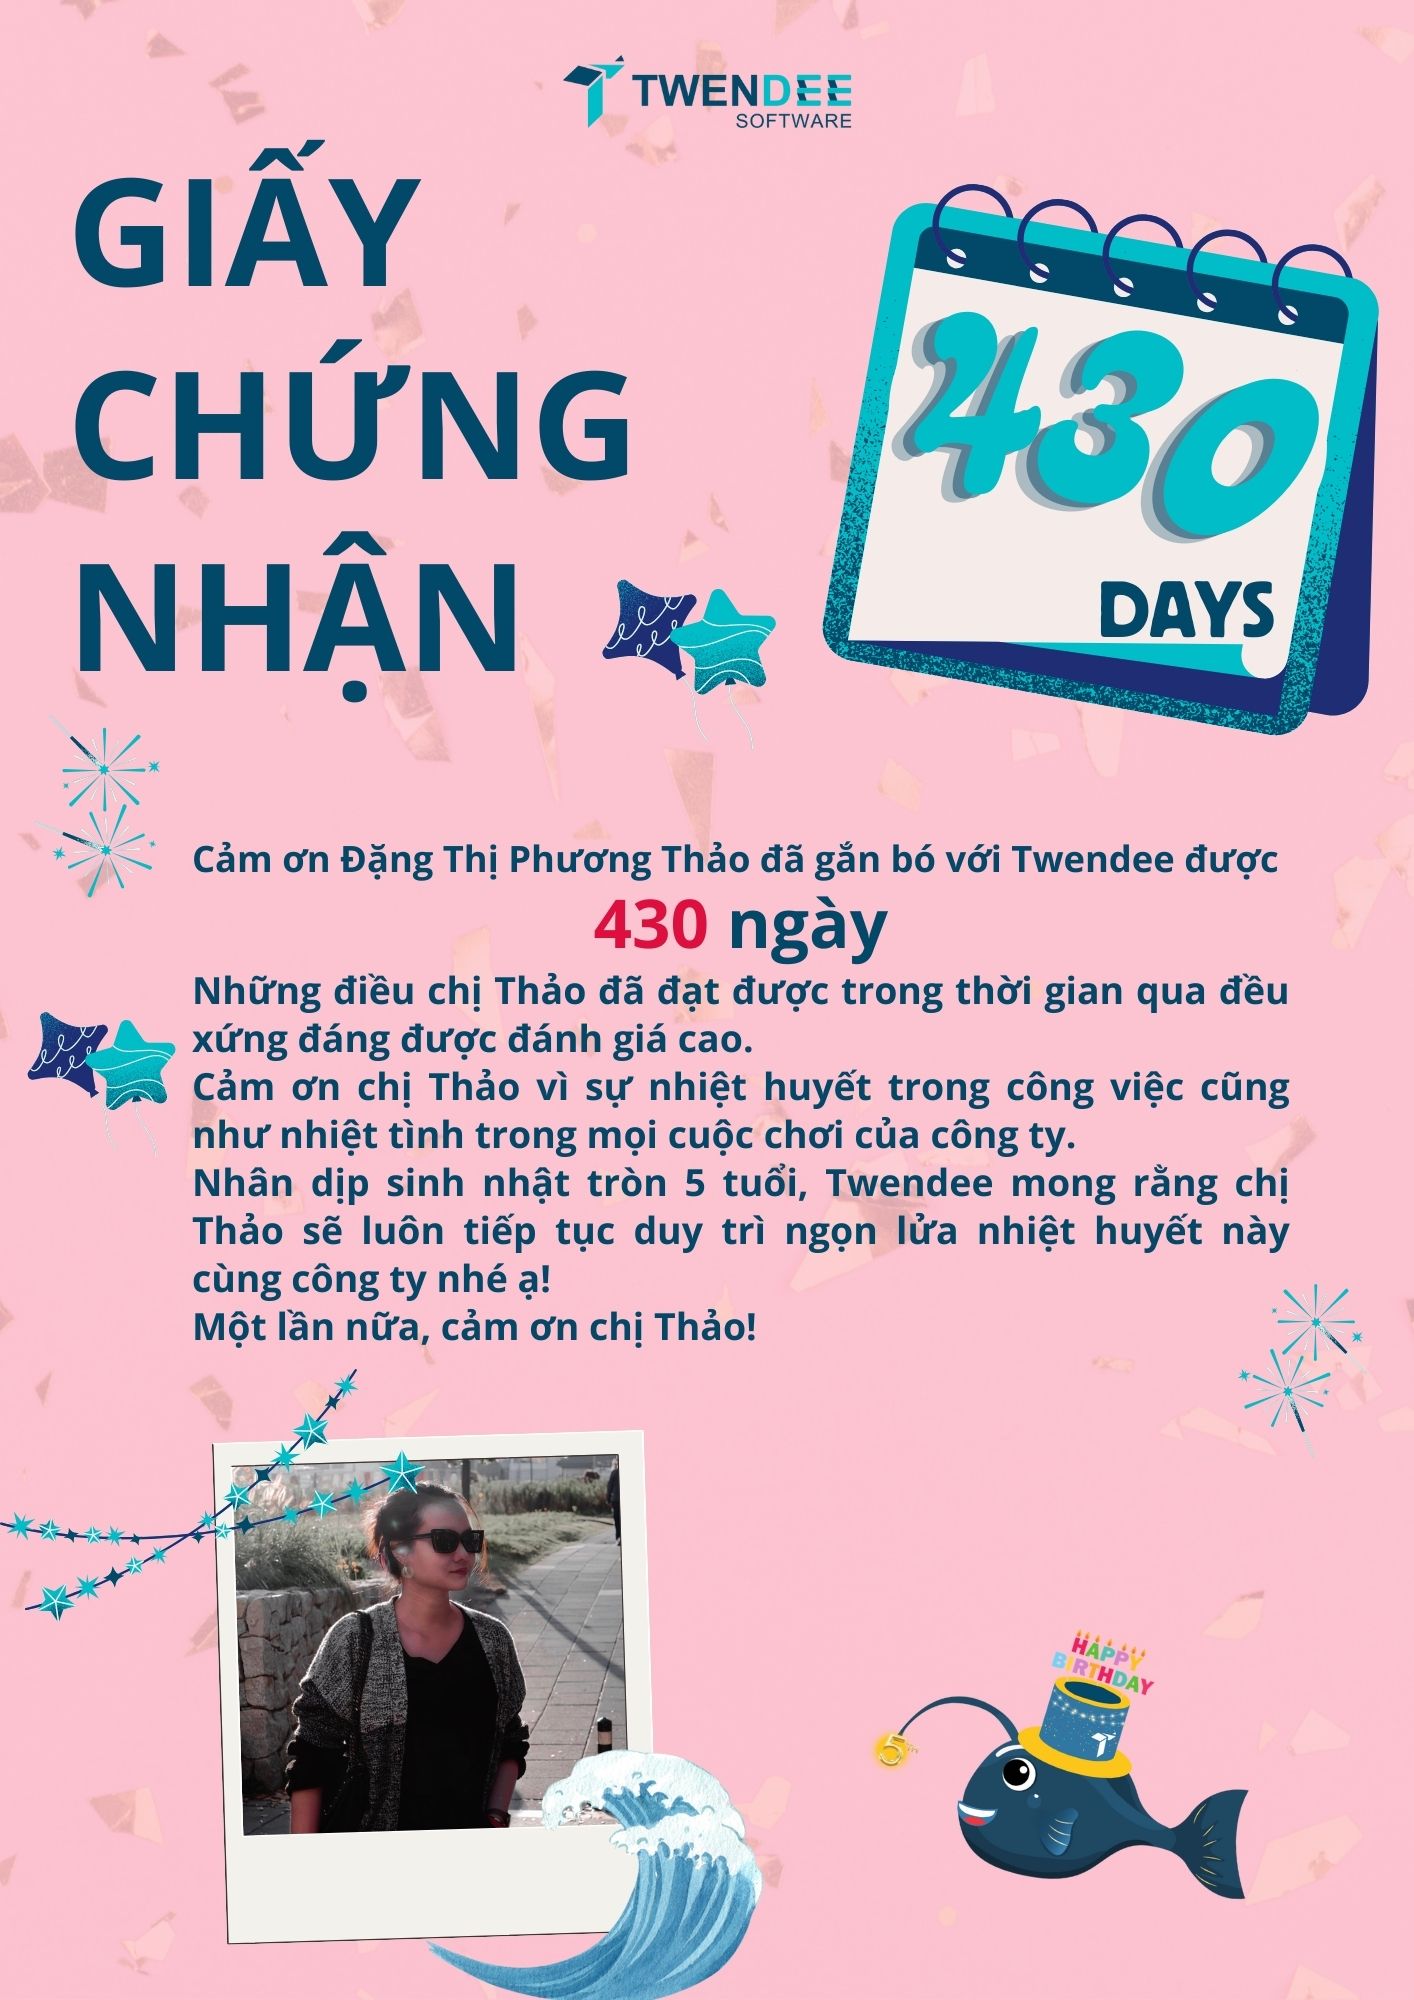 TWENDEE
SOFTWARE
GIẤY
CHỨNG
NHẬN
430
DAYS
Cảm ơn Đặng Thị Phương Thảo đã gắn bó với Twendee được
430 ngày
Những điều chị Thảo đã đạt được trong thời gian qua đều
xứng đáng được đánh giá cao.
Cảm ơn chị Thảo vì sự nhiệt huyết trong công việc cũng
như nhiệt tình trong mọi cuộc chơi của công ty.
Nhân dịp sinh nhật tròn 5 tuổi, Twendee mong rằng chị
Thảo sẽ luôn tiếp tục duy trì ngọn lửa nhiệt huyết này
cùng công ty nhé ạ!
Một lần nữa, cảm ơn chị Thảo!
HAPPY
BIRTHDAY
5th